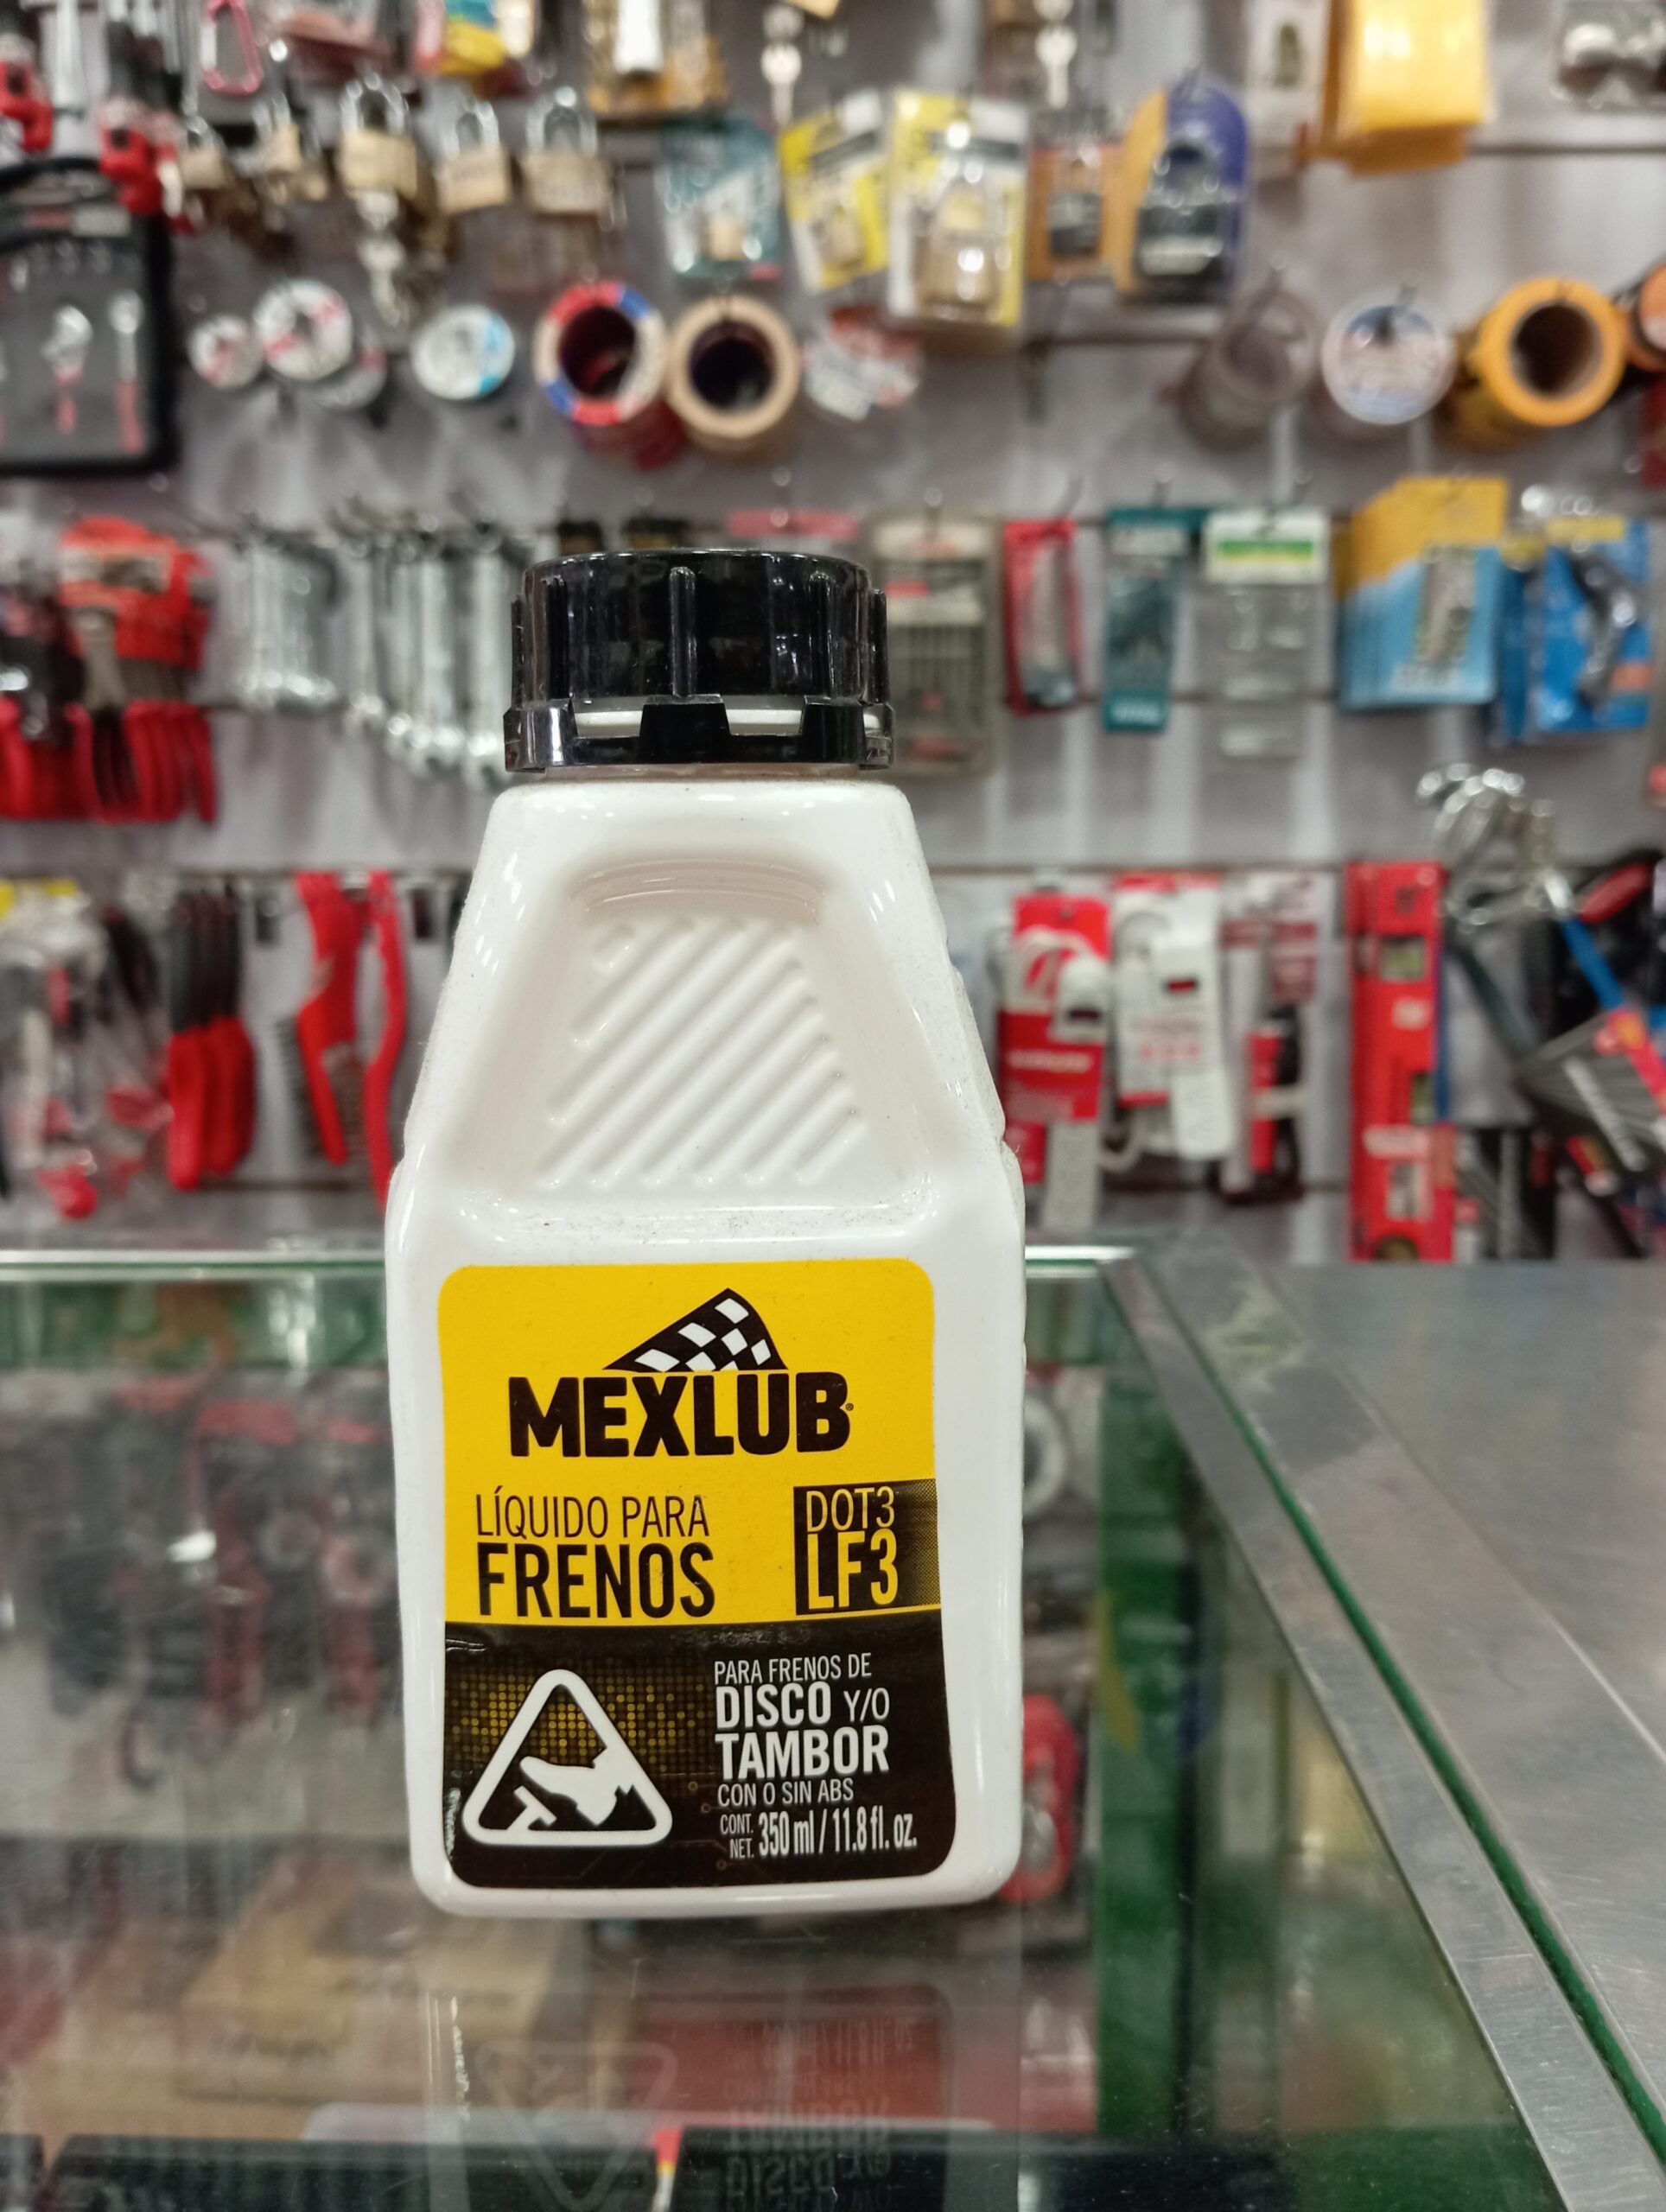 MEXLUB®
LÍQUIDO PARA
FRENOS
DOT3
LF3
PARA FRENOS DE
DISCO Y/O
TAMBOR
CON O SIN ABS
CONT. NET. 350 ml / 11.8 fl. oz.